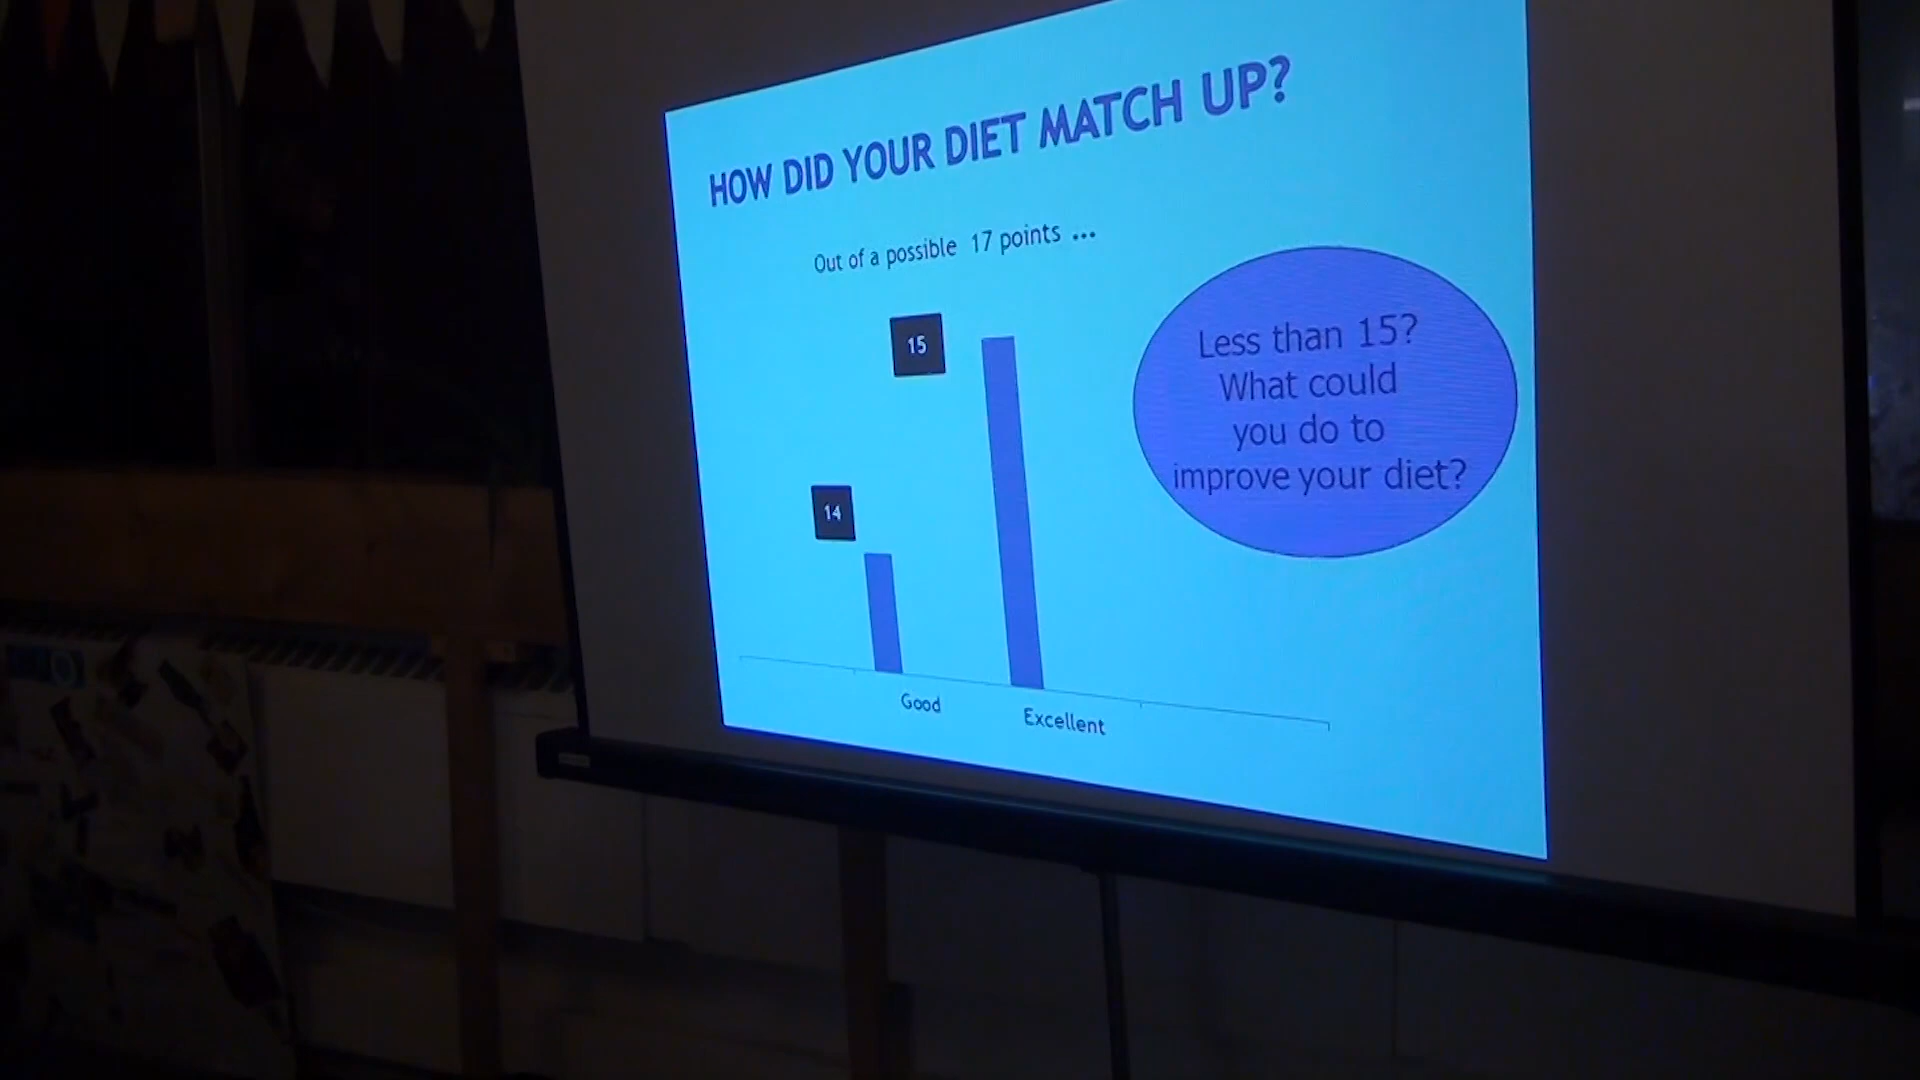 HOW DID YOUR DIET MATCH UP?
Out of a possible 17 points ...
15
14
Good
Excellent
Less than 15?
What could
you do to
improve your diet?